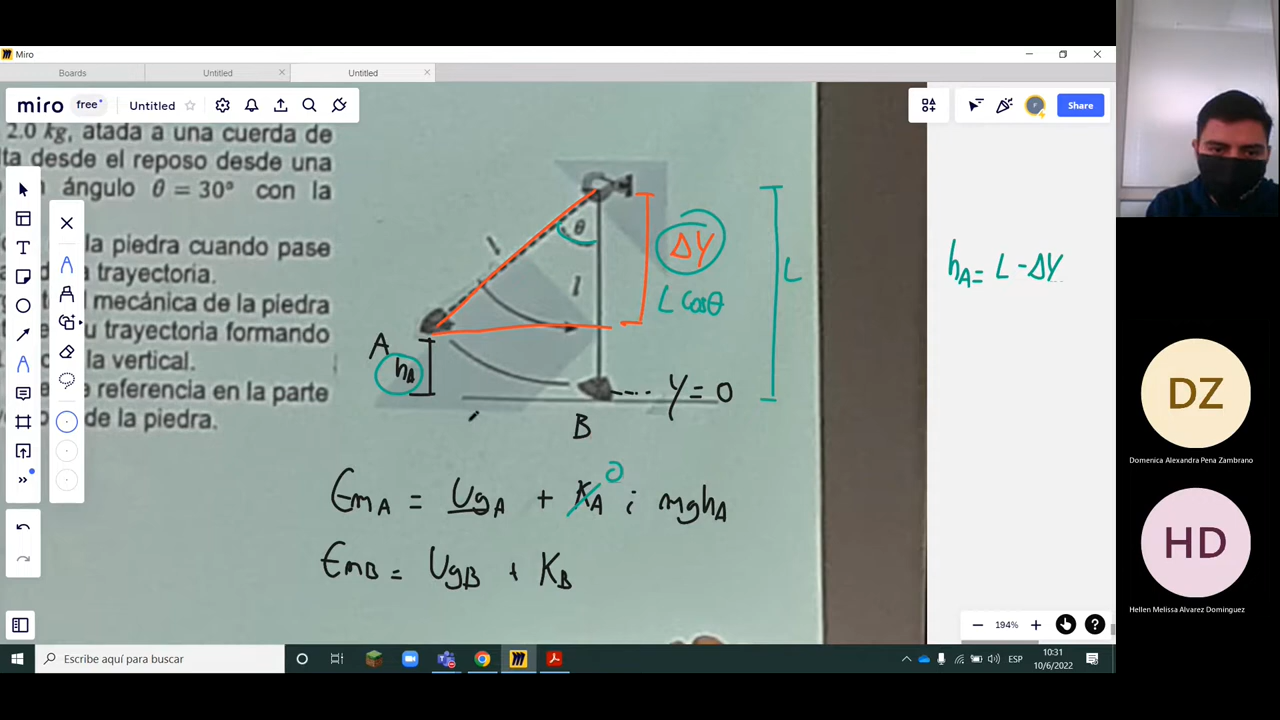 Miro
Boards
Untitled
Untitled
miro free
Untitled
Share
2.0 kg, atada a una cuerda de
lta desde el reposo desde una
n ángulo θ = 30° con la
la piedra cuando pase
trayectoria.
l mecánica de la piedra
u trayectoria formando
la vertical.
e referencia en la parte
de la piedra.
θ
l
l
ΔY
L Cosθ
L
hA = L - ΔY
A
hA
B
Y = 0
EmA = UgA + KA 0 ; mghA
EmB = UgB + KB
DZ
Domenica Alexandra Pena Zambrano
HD
Hellen Melissa Alvarez Dominguez
194%
Escribe aquí para buscar
ESP
10:31
10/6/2022